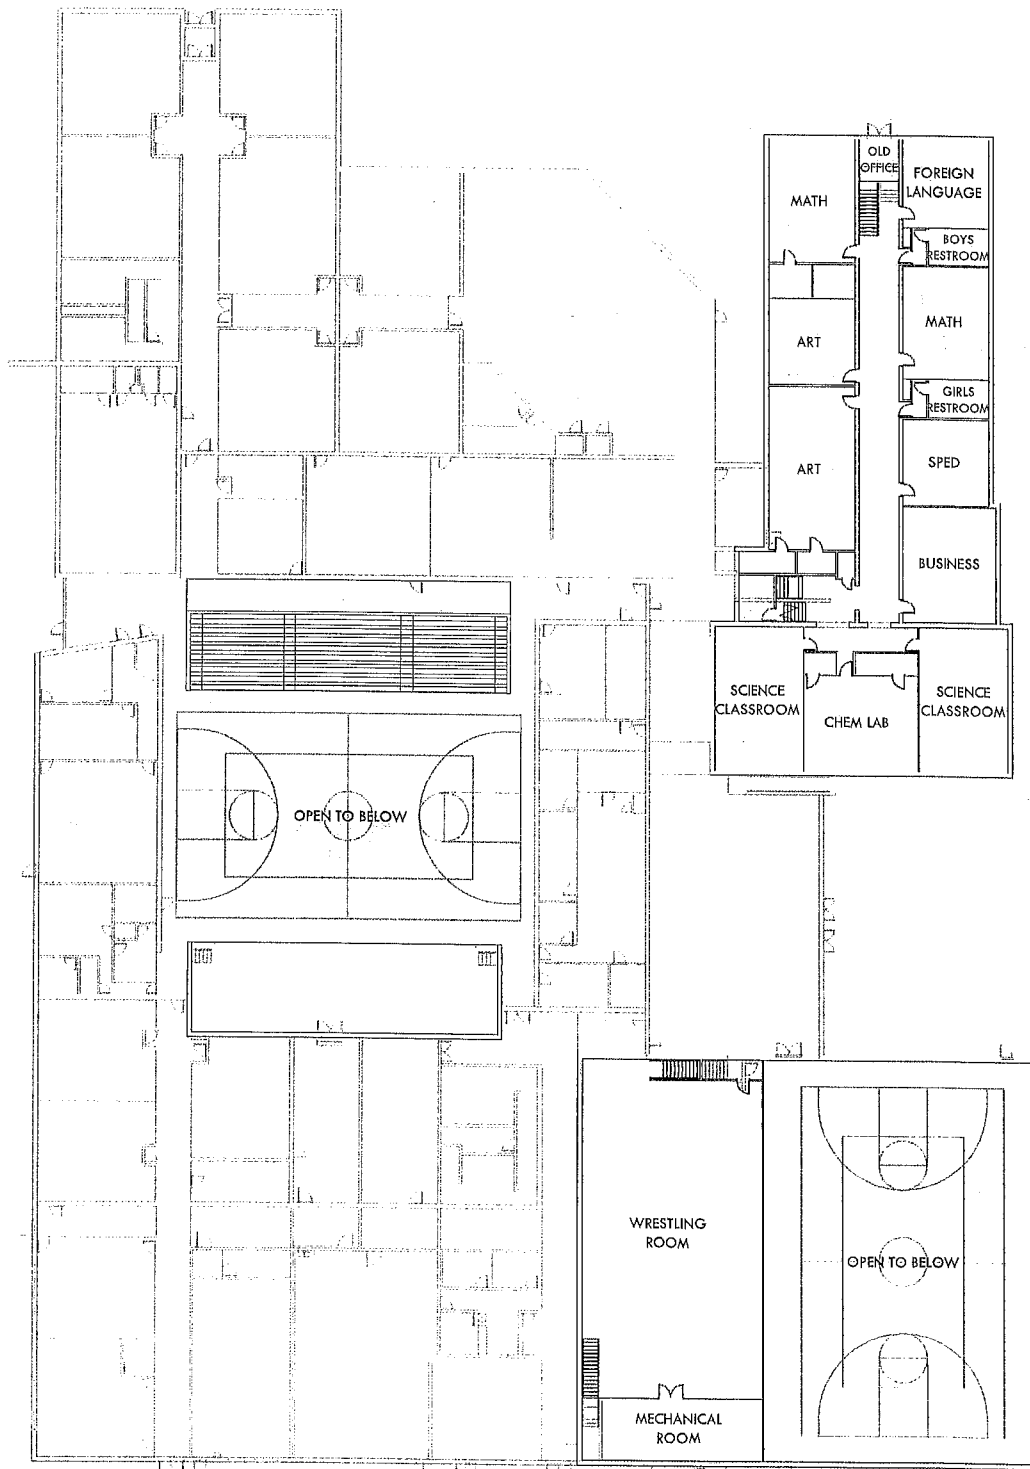 OLD
OFFICE
FOREIGN
LANGUAGE
MATH
BOYS
RESTROOM
MATH
ART
GIRLS
RESTROOM
ART
SPED
BUSINESS
SCIENCE
CLASSROOM
CHEM LAB
SCIENCE
CLASSROOM
OPEN TO BELOW
WRESTLING
ROOM
OPEN TO BELOW
MECHANICAL
ROOM